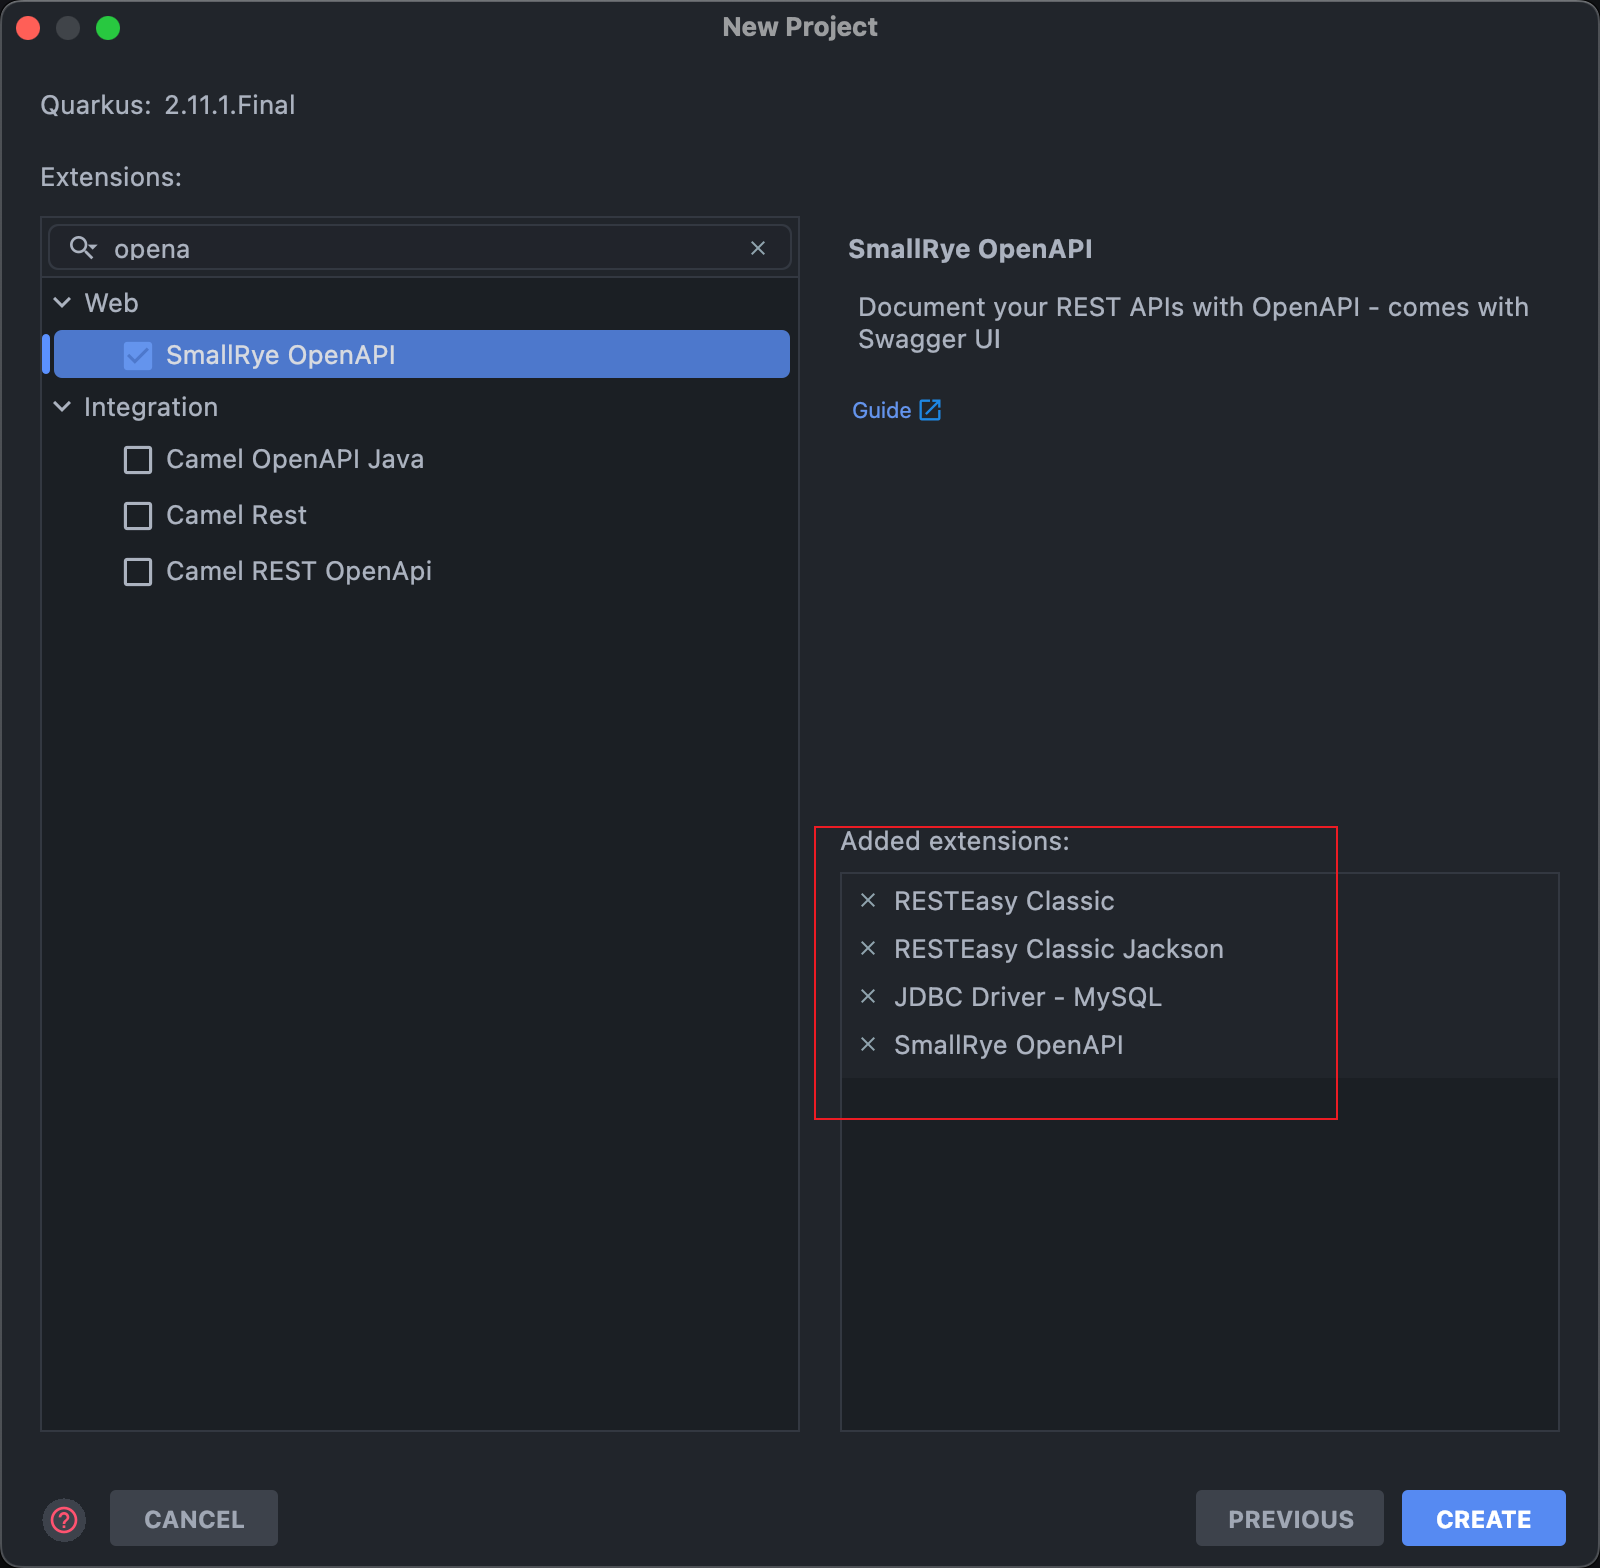 New Project
Quarkus: 2.11.1.Final
Extensions:
opena
Web
SmallRye OpenAPI
Integration
Camel OpenAPI Java
Camel Rest
Camel REST OpenApi
SmallRye OpenAPI
Document your REST APIs with OpenAPI - comes with
Swagger UI
Guide
Added extensions:
RESTEasy Classic
RESTEasy Classic Jackson
JDBC Driver - MySQL
SmallRye OpenAPI
?
CANCEL
PREVIOUS
CREATE